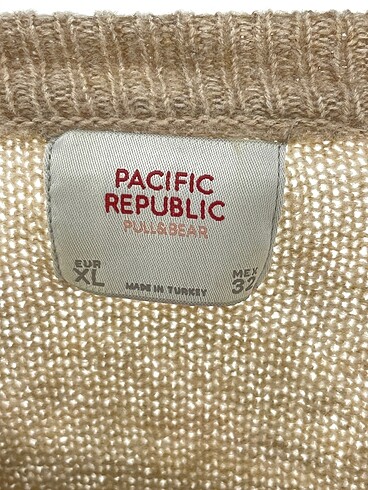 PACIFIC
REPUBLIC
PULL&BEAR
EUR
XL
MADE IN TURKEY
MEX
32